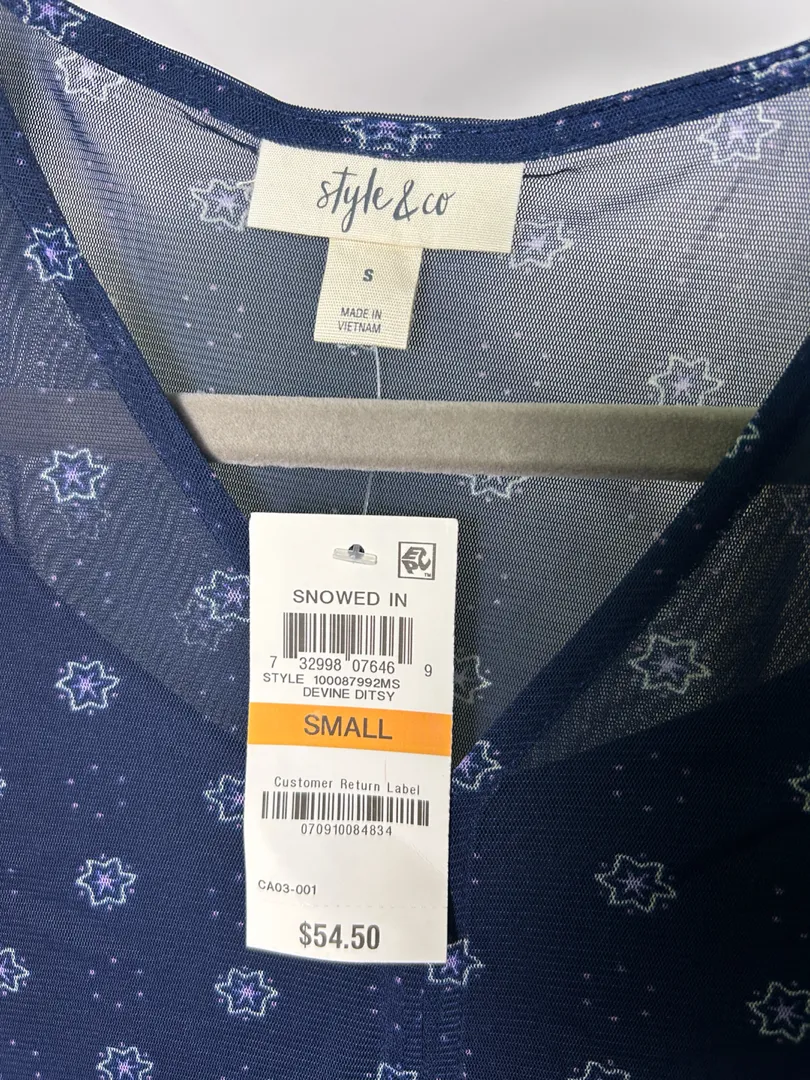 style & co
S
MADE IN
VIETNAM
EPC™
SNOWED IN
7 32998 07646 9
STYLE 100087992MS
DEVINE DITSY
SMALL
Customer Return Label
070910084834
CA03-001
$54.50